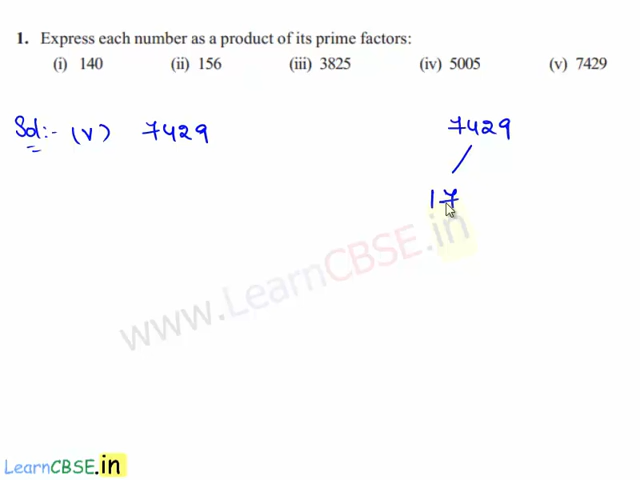 1. Express each number as a product of its prime factors:
(i) 140 (ii) 156 (iii) 3825 (iv) 5005 (v) 7429
Sol:- (V) 7429 7429
17
www.LearnCBSE.in
LearnCBSE.in